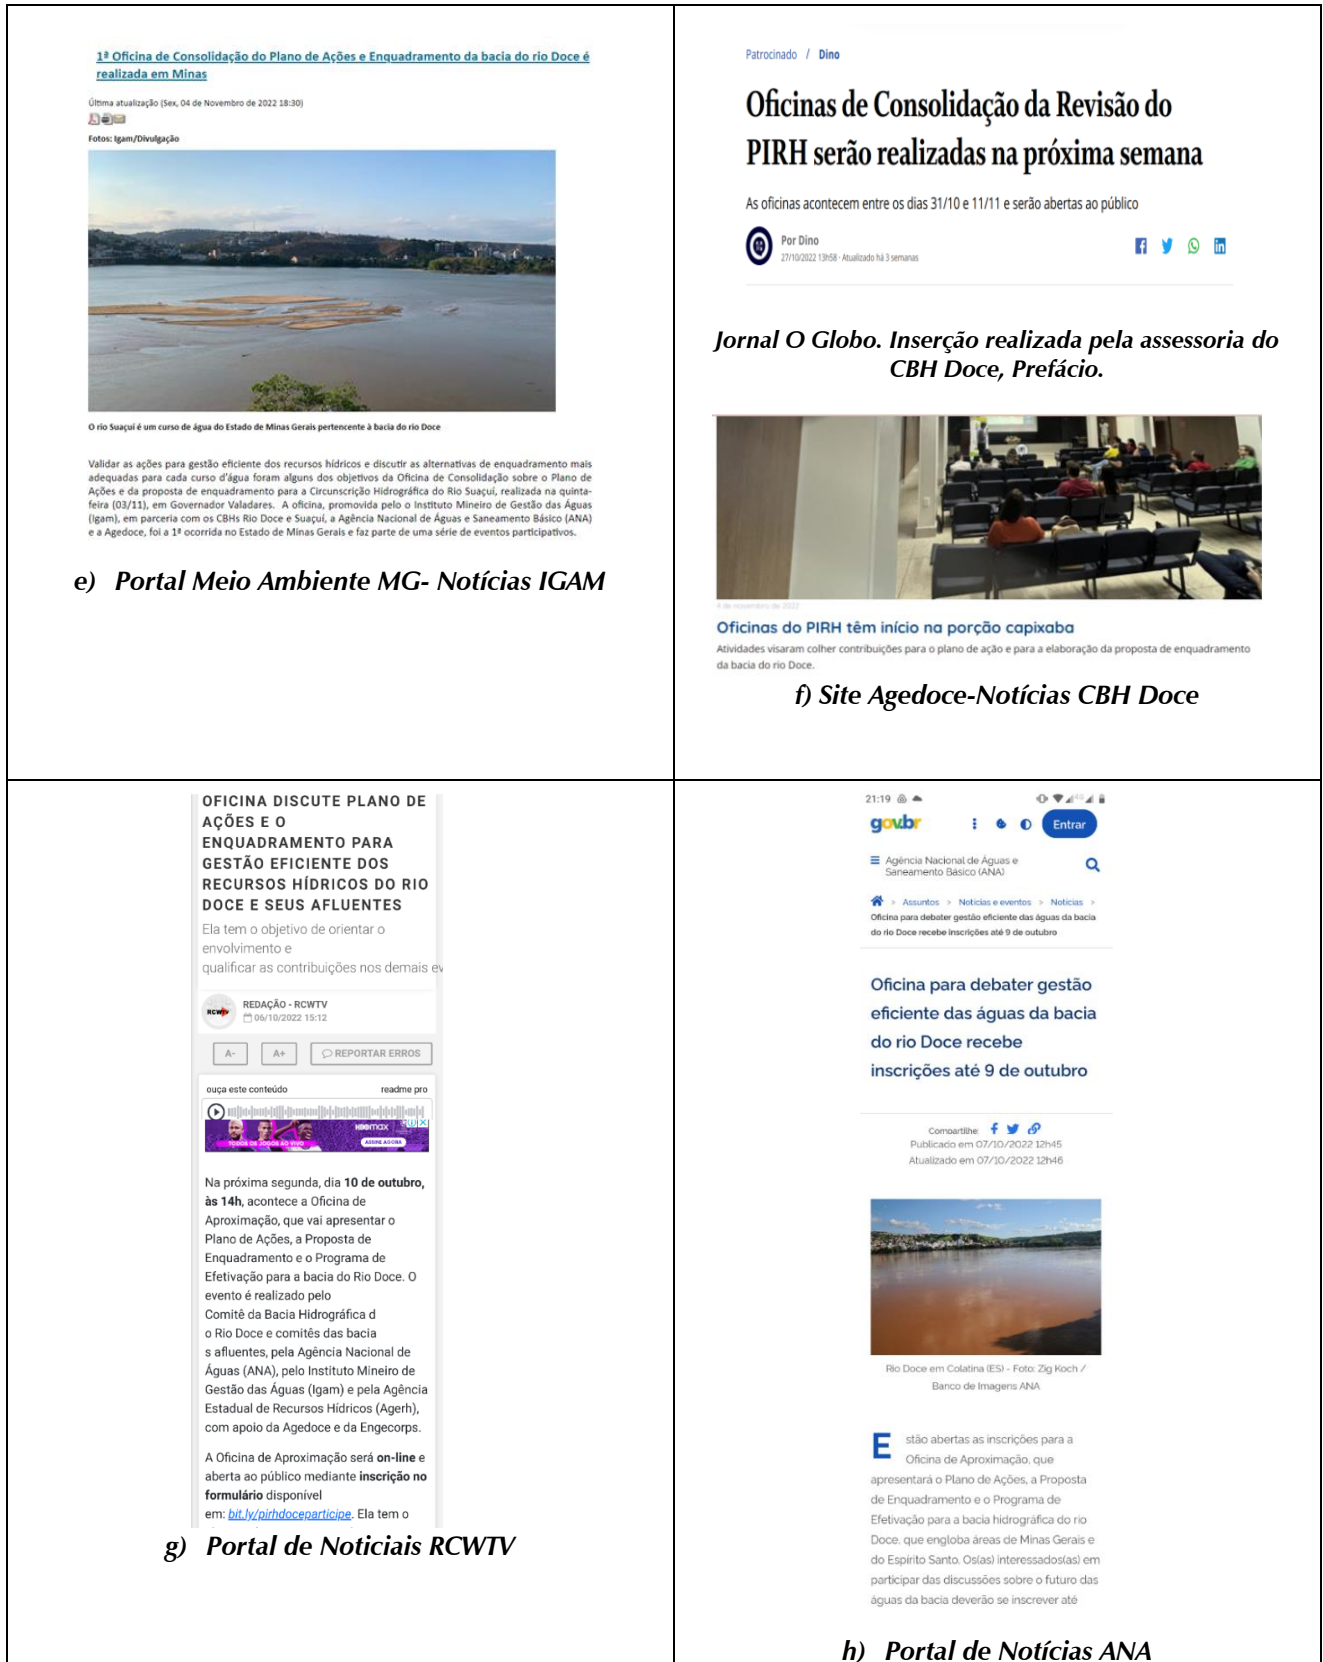 1ª Oficina de Consolidação do Plano de Ações e Enquadramento da bacia do rio Doce é
realizada em Minas
Última atualização (Sex, 04 de Novembro de 2022 18:30)
Fotos: Igam/Divulgação
O rio Suaçuí é um curso de água do Estado de Minas Gerais pertencente à bacia do rio Doce
Validar as ações para gestão eficiente dos recursos hídricos e discutir as alternativas de enquadramento mais
adequadas para cada curso d'água foram alguns dos objetivos da Oficina de Consolidação sobre o Plano de
Ações e da proposta de enquadramento para a Circunscrição Hidrográfica do Rio Suaçuí, realizada na quinta-
feira (03/11), em Governador Valadares. A oficina, promovida pelo o Instituto Mineiro de Gestão das Águas
(Igam), em parceria com os CBHs Rio Doce e Suaçuí, a Agência Nacional de Águas e Saneamento Básico (ANA)
e a Agedoce, foi a 1ª ocorrida no Estado de Minas Gerais e faz parte de uma série de eventos participativos.
e) Portal Meio Ambiente MG- Notícias IGAM
Patrocinado / Dino
Oficinas de Consolidação da Revisão do
PIRH serão realizadas na próxima semana
As oficinas acontecem entre os dias 31/10 e 11/11 e serão abertas ao público
Por Dino
27/10/2022 13h58 · Atualizado há 3 semanas
Jornal O Globo. Inserção realizada pela assessoria do
CBH Doce, Prefácio.
4 de novembro de 2022
Oficinas do PIRH têm início na porção capixaba
Atividades visaram colher contribuições para o plano de ação e para a elaboração da proposta de enquadramento
da bacia do rio Doce.
f) Site Agedoce-Notícias CBH Doce
OFICINA DISCUTE PLANO DE
AÇÕES E O
ENQUADRAMENTO PARA
GESTÃO EFICIENTE DOS
RECURSOS HÍDRICOS DO RIO
DOCE E SEUS AFLUENTES
Ela tem o objetivo de orientar o
envolvimento e
qualificar as contribuições nos demais ev
RCWTV
REDAÇÃO - RCWTV
06/10/2022 15:12
A-
A+
REPORTAR ERROS
ouça este conteúdo
readme pro
TODOS OS JOGOS AO VIVO
HBOMAX
ASSINE AGORA
Na próxima segunda, dia 10 de outubro,
às 14h, acontece a Oficina de
Aproximação, que vai apresentar o
Plano de Ações, a Proposta de
Enquadramento e o Programa de
Efetivação para a bacia do Rio Doce. O
evento é realizado pelo
Comitê da Bacia Hidrográfica d
o Rio Doce e comitês das bacia
s afluentes, pela Agência Nacional de
Águas (ANA), pelo Instituto Mineiro de
Gestão das Águas (Igam) e pela Agência
Estadual de Recursos Hídricos (Agerh),
com apoio da Agedoce e da Engecorps.
A Oficina de Aproximação será on-line e
aberta ao público mediante inscrição no
formulário disponível
em: bit.ly/pirhdoceparticipe. Ela tem o
g) Portal de Noticiais RCWTV
21:19
4G
gov.br
Entrar
Agência Nacional de Águas e
Saneamento Básico (ANA)
> Assuntos > Notícias e eventos > Notícias >
Oficina para debater gestão eficiente das águas da bacia
do rio Doce recebe inscrições até 9 de outubro
Oficina para debater gestão
eficiente das águas da bacia
do rio Doce recebe
inscrições até 9 de outubro
Compartilhe:
Publicado em 07/10/2022 12h45
Atualizado em 07/10/2022 12h46
Rio Doce em Colatina (ES) - Foto: Zig Koch /
Banco de Imagens ANA
Estão abertas as inscrições para a
Oficina de Aproximação, que
apresentará o Plano de Ações, a Proposta
de Enquadramento e o Programa de
Efetivação para a bacia hidrográfica do rio
Doce, que engloba áreas de Minas Gerais e
do Espírito Santo. Os(as) interessados(as) em
participar das discussões sobre o futuro das
águas da bacia deverão se inscrever até
h) Portal de Notícias ANA